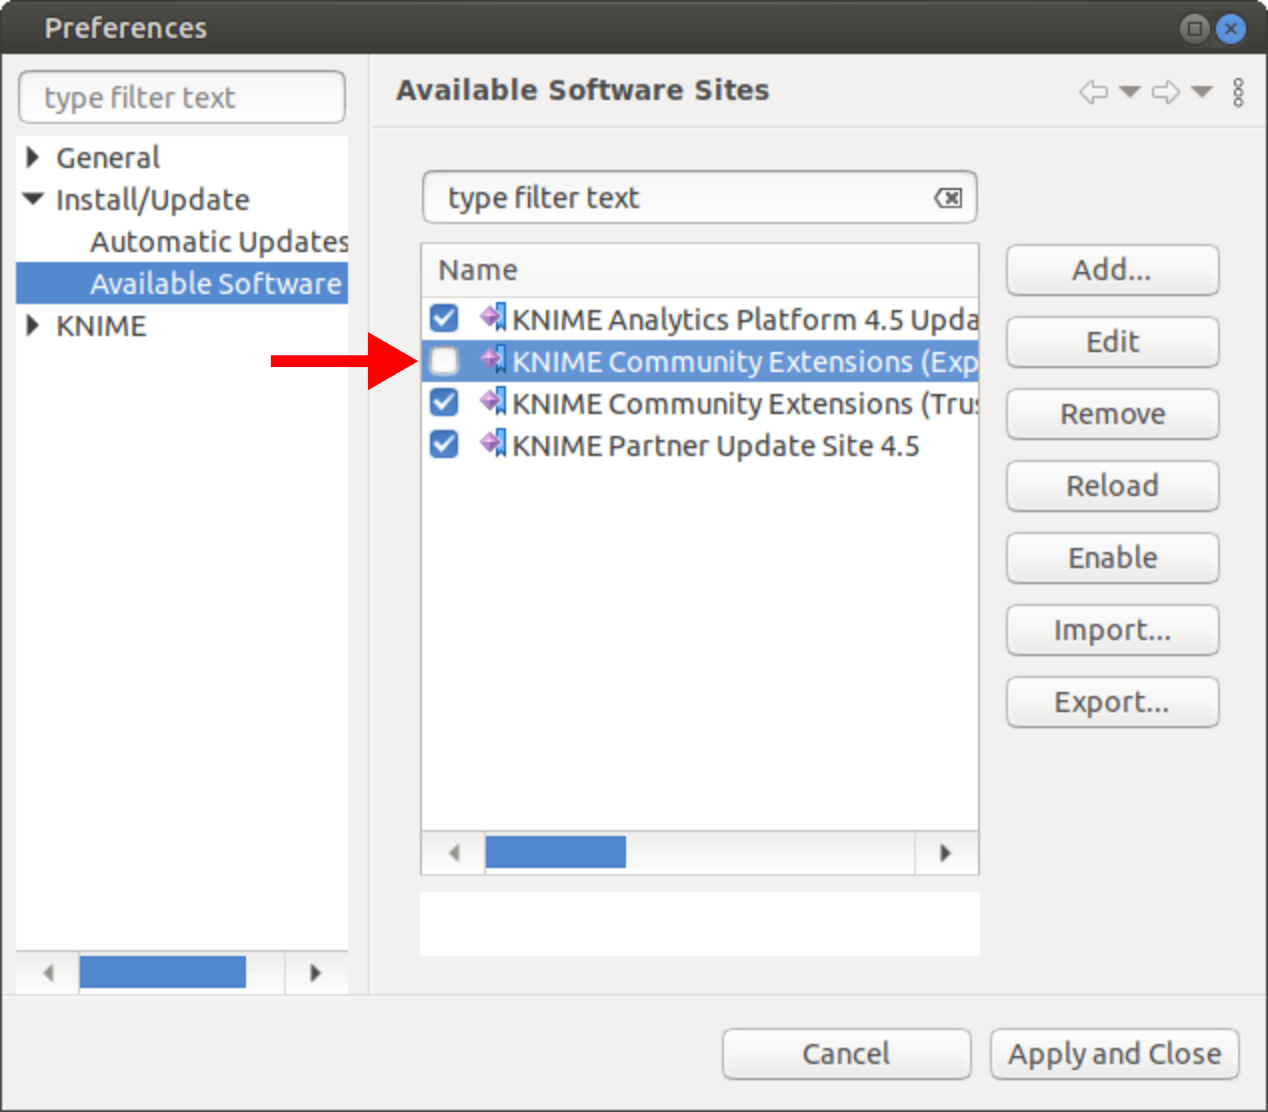 Preferences
type filter text
General
Install/Update
Automatic Updates
Available Software
KNIME
Available Software Sites
type filter text
Name
KNIME Analytics Platform 4.5 Upda
KNIME Community Extensions (Exp
KNIME Community Extensions (Trus
KNIME Partner Update Site 4.5
Add...
Edit
Remove
Reload
Enable
Import...
Export...
Cancel
Apply and Close